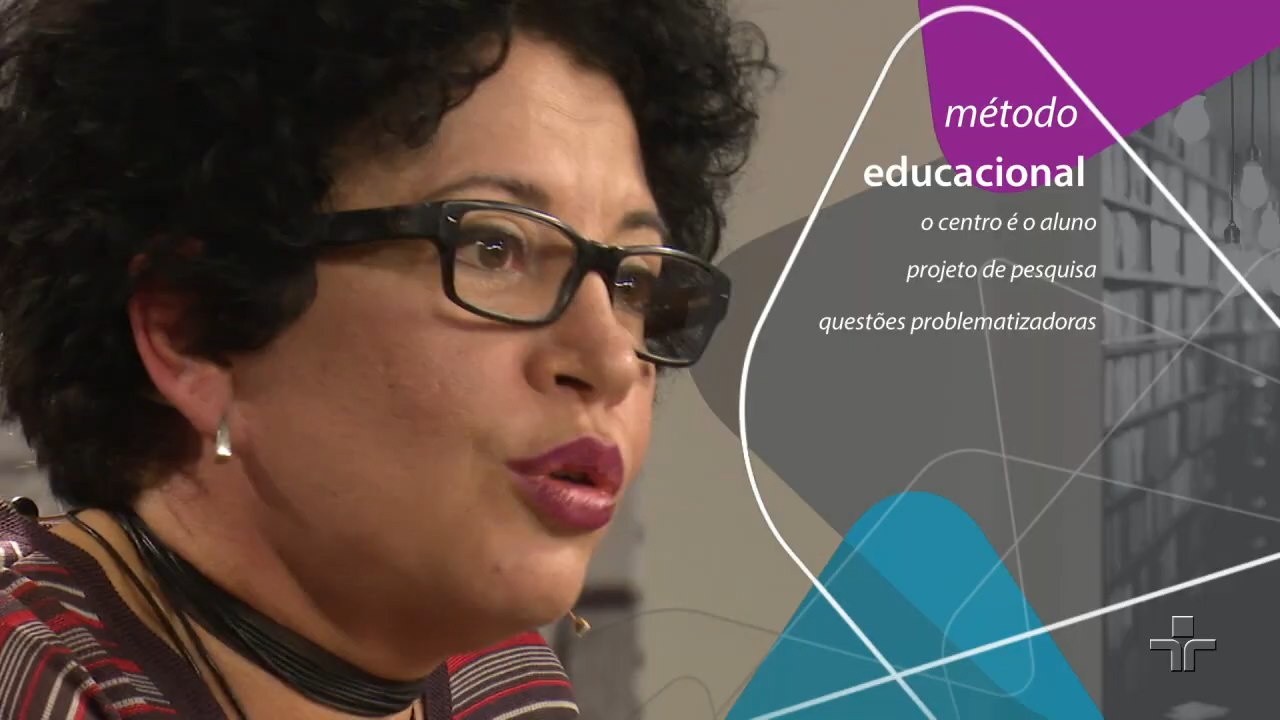 método
educacional
o centro é o aluno
projeto de pesquisa
questões problematizadoras